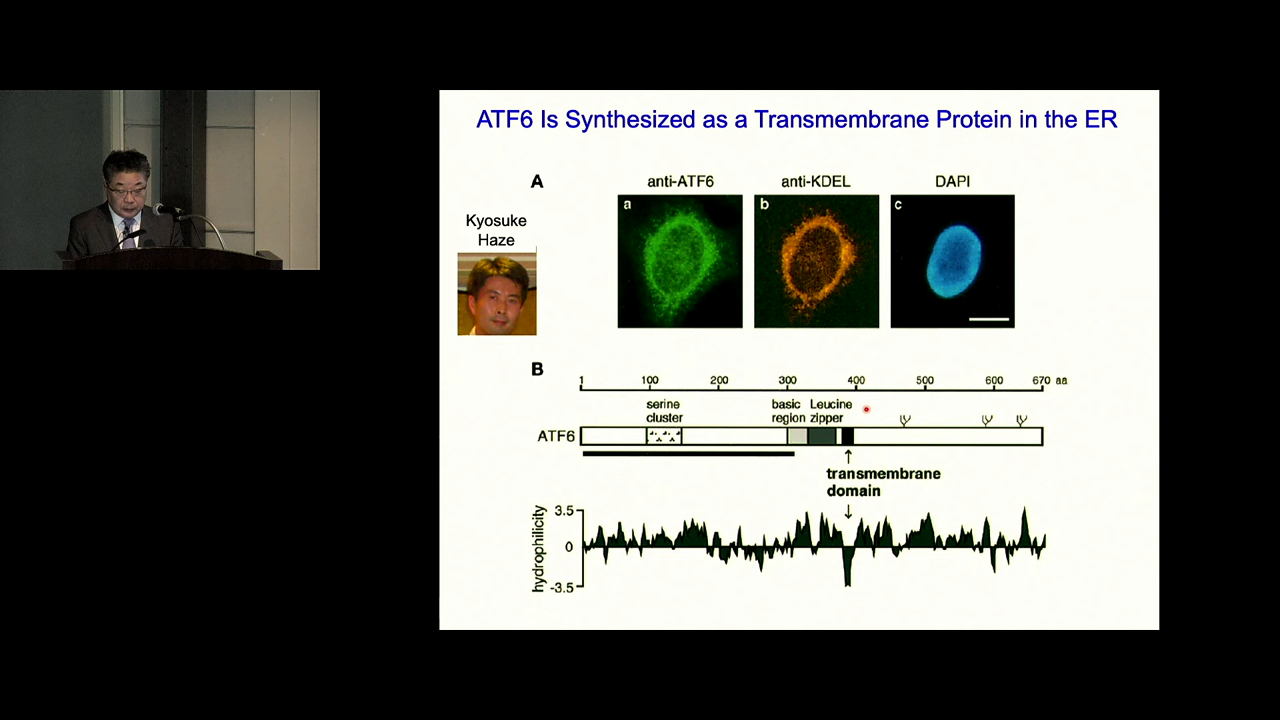 ATF6 Is Synthesized as a Transmembrane Protein in the ER
Kyosuke
Haze
A
anti-ATF6
anti-KDEL
DAPI
a
b
c
B
1 100 200 300 400 500 600 670 aa
serine
cluster
basic
region
Leucine
zipper
ATF6
transmembrane
domain
hydrophilicity
3.5
0
-3.5